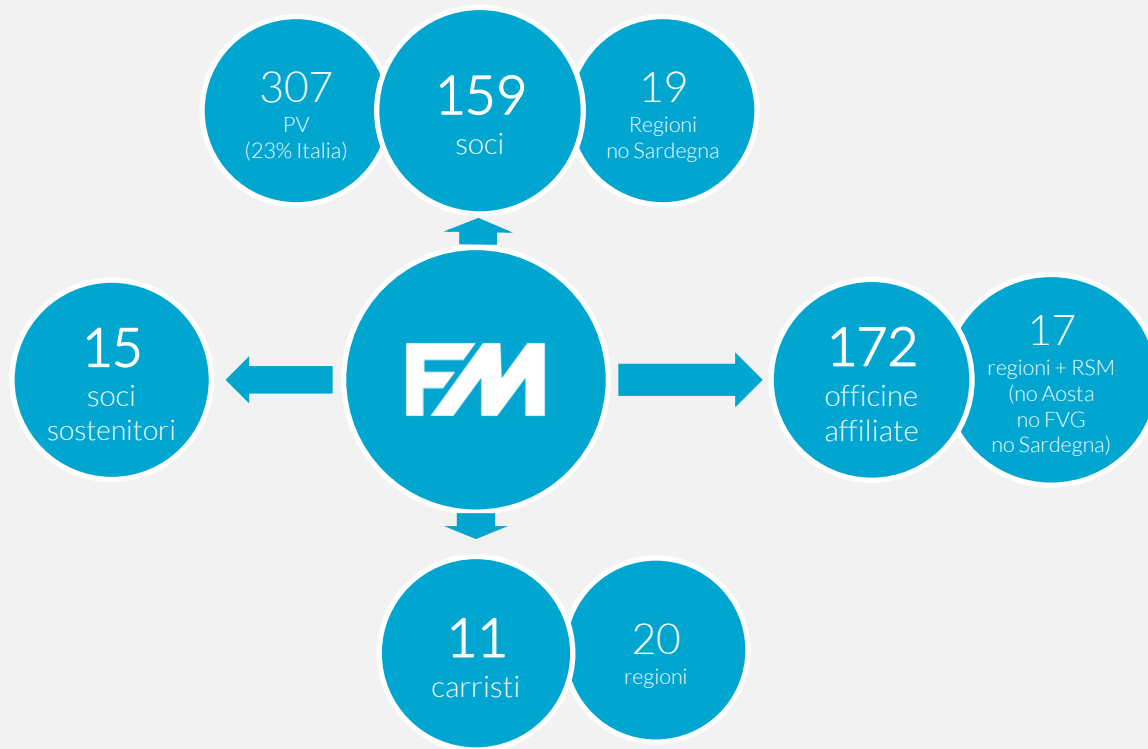 307
PV
(23% Italia)
159
soci
19
Regioni
no Sardegna
15
soci
sostenitori
FM
172
officine
affiliate
17
regioni + RSM
(no Aosta
no FVG
no Sardegna)
11
carristi
20
regioni